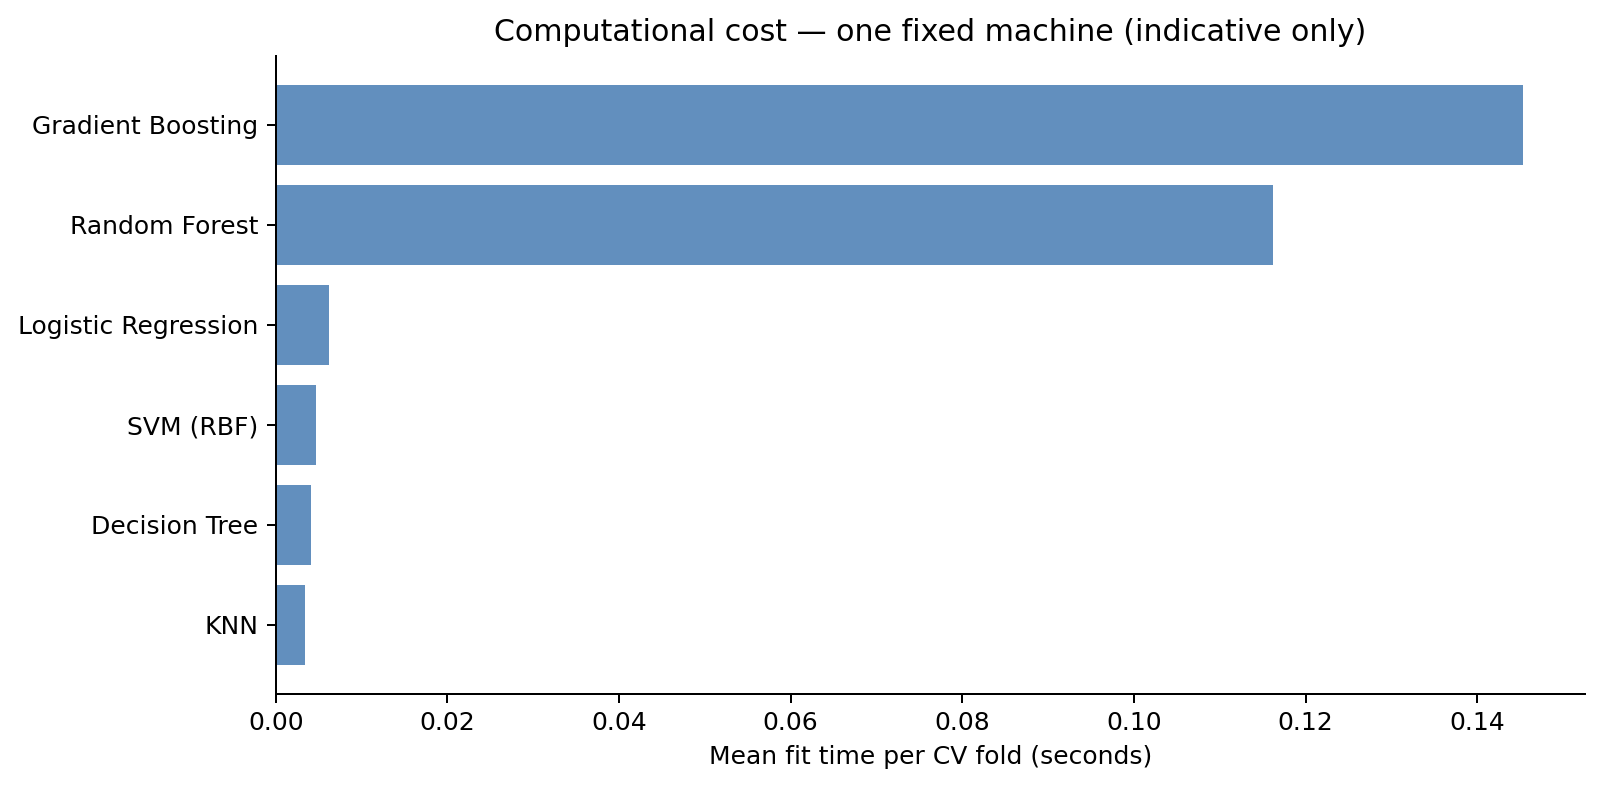 Computational cost — one fixed machine (indicative only)
Gradient Boosting
Random Forest
Logistic Regression
SVM (RBF)
Decision Tree
KNN
0.00 0.02 0.04 0.06 0.08 0.10 0.12 0.14
Mean fit time per CV fold (seconds)